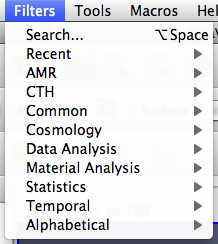 Filters Tools Macros
Search... ⌥Space
Recent
AMR
CTH
Common
Cosmology
Data Analysis
Material Analysis
Statistics
Temporal
Alphabetical